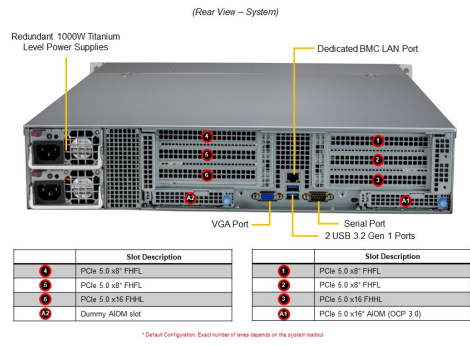 (Rear View – System)
Redundant 1000W Titanium
Level Power Supplies
Dedicated BMC LAN Port
4
1
5
2
6
3
A2
A1
VGA Port
Serial Port
2 USB 3.2 Gen 1 Ports
Slot Description
4 PCIe 5.0 x8* FHFL
5 PCIe 5.0 x8* FHFL
6 PCIe 5.0 x16 FHHL
A2 Dummy AIOM slot
Slot Description
1 PCIe 5.0 x8* FHFL
2 PCIe 5.0 x8* FHFL
3 PCIe 5.0 x16 FHHL
A1 PCIe 5.0 x16* AIOM (OCP 3.0)
* Default Configuration. Exact number of lanes depends on the system loadout